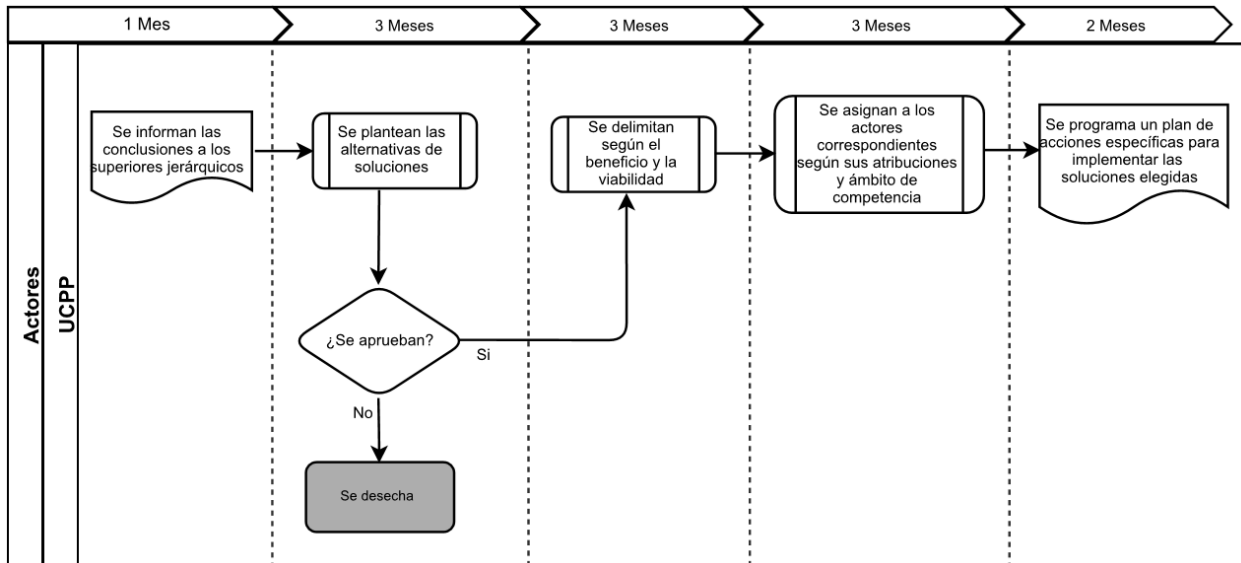 1 Mes
3 Meses
3 Meses
3 Meses
2 Meses
Actores
UCPP
Se informan las
conclusiones a los
superiores jerárquicos
Se plantean las
alternativas de
soluciones
¿Se aprueban?
Si
No
Se desecha
Se delimitan
según el
beneficio y la
viabilidad
Se asignan a los
actores
correspondientes
según sus atribuciones
y ámbito de
competencia
Se programa un plan de
acciones específicas para
implementar las
soluciones elegidas